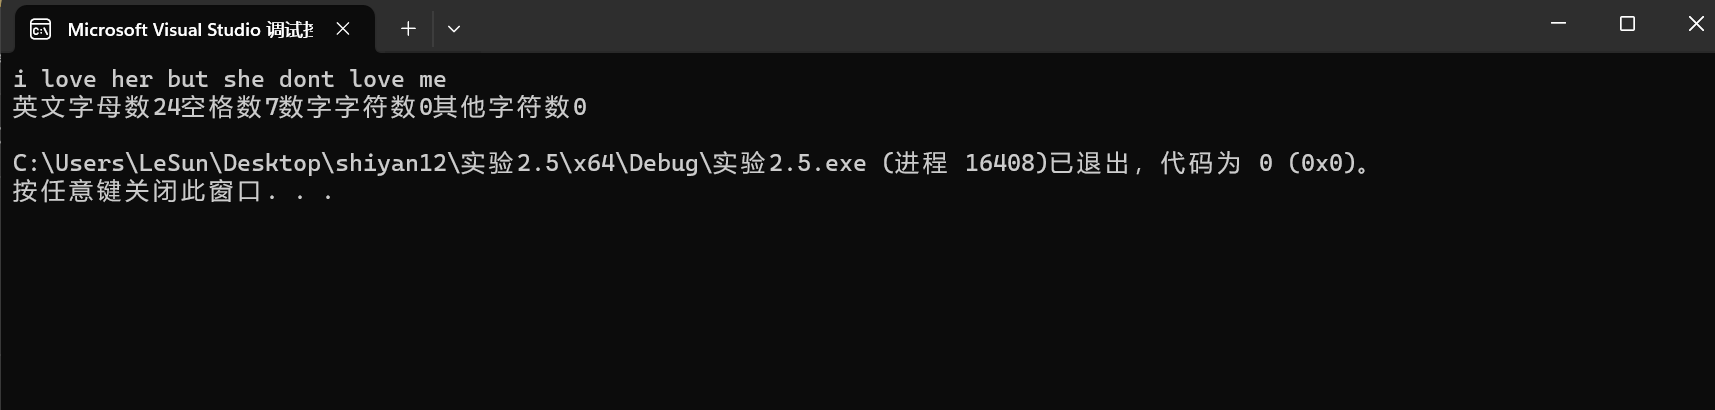 Microsoft Visual Studio 调试
i love her but she dont love me
英文字母数24空格数7数字字符数0其他字符数0
C:\Users\LeSun\Desktop\shiyan12\实验2.5\x64\Debug\实验2.5.exe (进程 16408)已退出，代码为 0 (0x0)。
按任意键关闭此窗口. . .